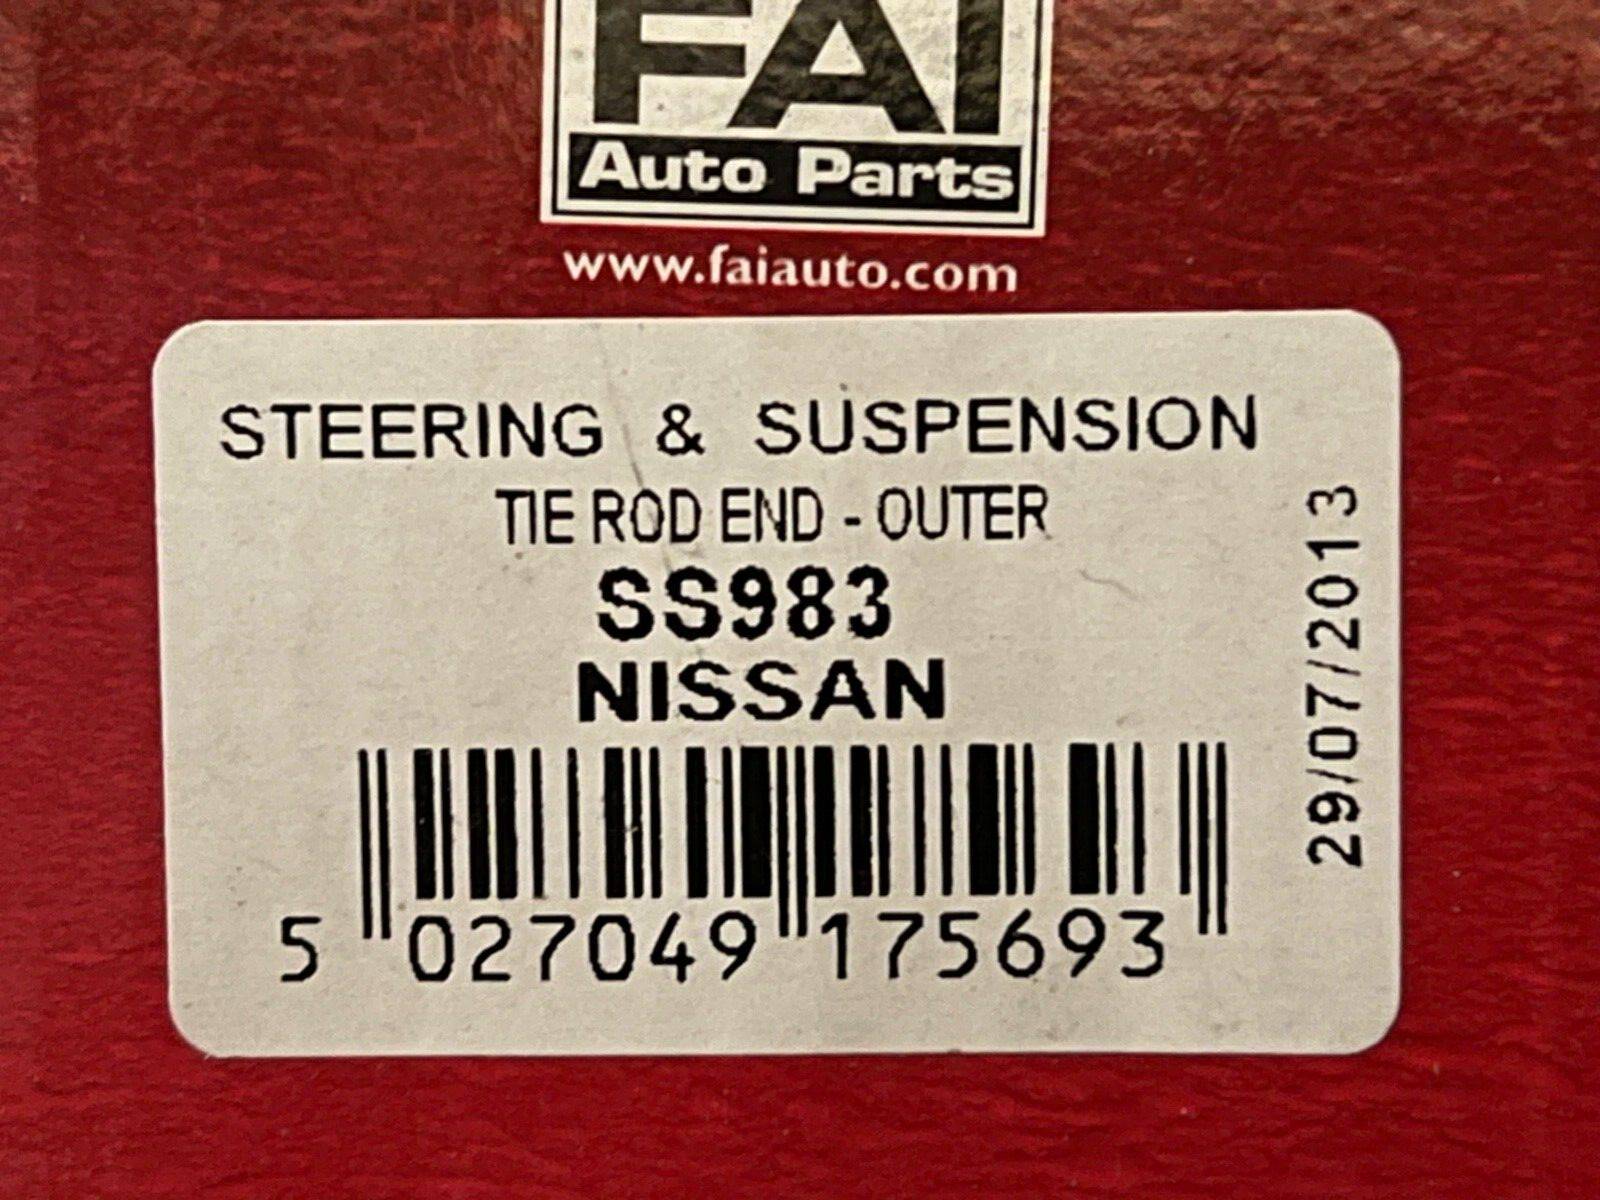 FAI
Auto Parts
www.faiauto.com
STEERING & SUSPENSION
TIE ROD END - OUTER
SS983
NISSAN
5 027049 175693
29/07/2013